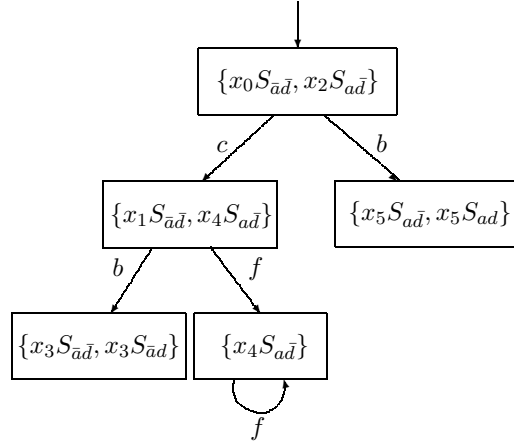 {x₀S_{ād̄}, x₂S_{ad̄}}
c b
{x₁S_{ād̄}, x₄S_{ad̄}} {x₅S_{ad̄}, x₅S_{ad}}
b f
{x₃S_{ād̄}, x₃S_{ād}} {x₄S_{ad̄}}
f